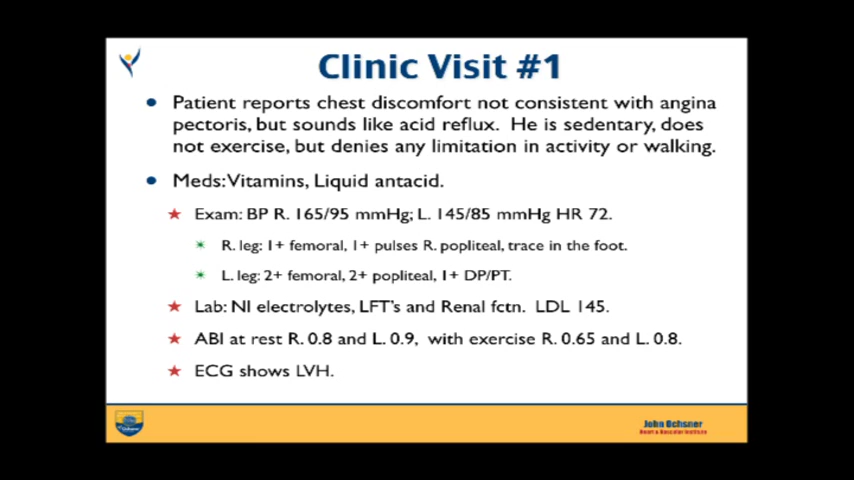 Clinic Visit #1
Patient reports chest discomfort not consistent with angina
pectoris, but sounds like acid reflux. He is sedentary, does
not exercise, but denies any limitation in activity or walking.
Meds: Vitamins, Liquid antacid.
Exam: BP R. 165/95 mmHg; L. 145/85 mmHg HR 72.
R. leg: 1+ femoral, 1+ pulses R. popliteal, trace in the foot.
L. leg: 2+ femoral, 2+ popliteal, 1+ DP/PT.
Lab: Nl electrolytes, LFT's and Renal fctn. LDL 145.
ABI at rest R. 0.8 and L. 0.9, with exercise R. 0.65 and L. 0.8.
ECG shows LVH.
Ochsner
John Ochsner
Heart & Vascular Institute